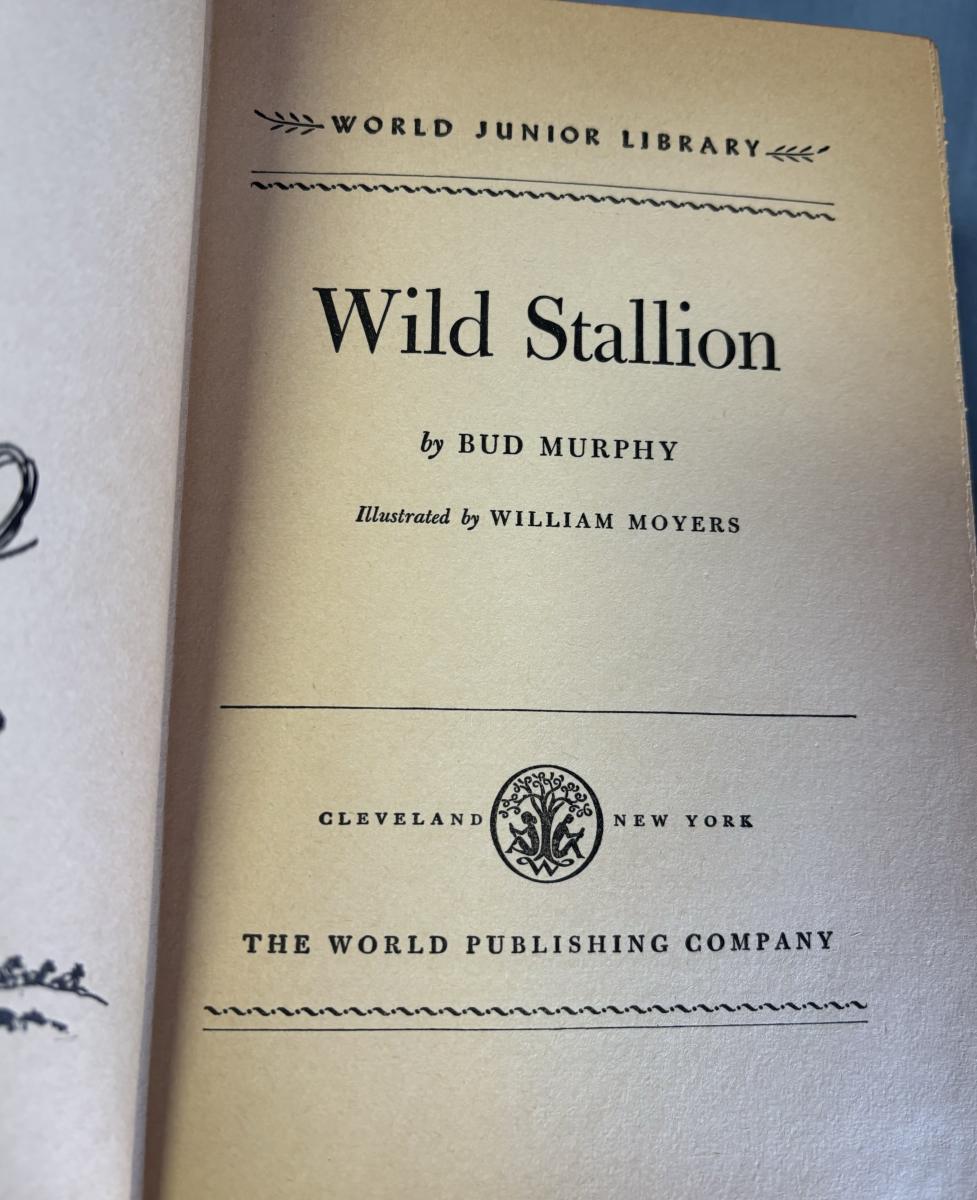 WORLD JUNIOR LIBRARY
Wild Stallion
by BUD MURPHY
Illustrated by WILLIAM MOYERS
CLEVELAND W NEW YORK
THE WORLD PUBLISHING COMPANY